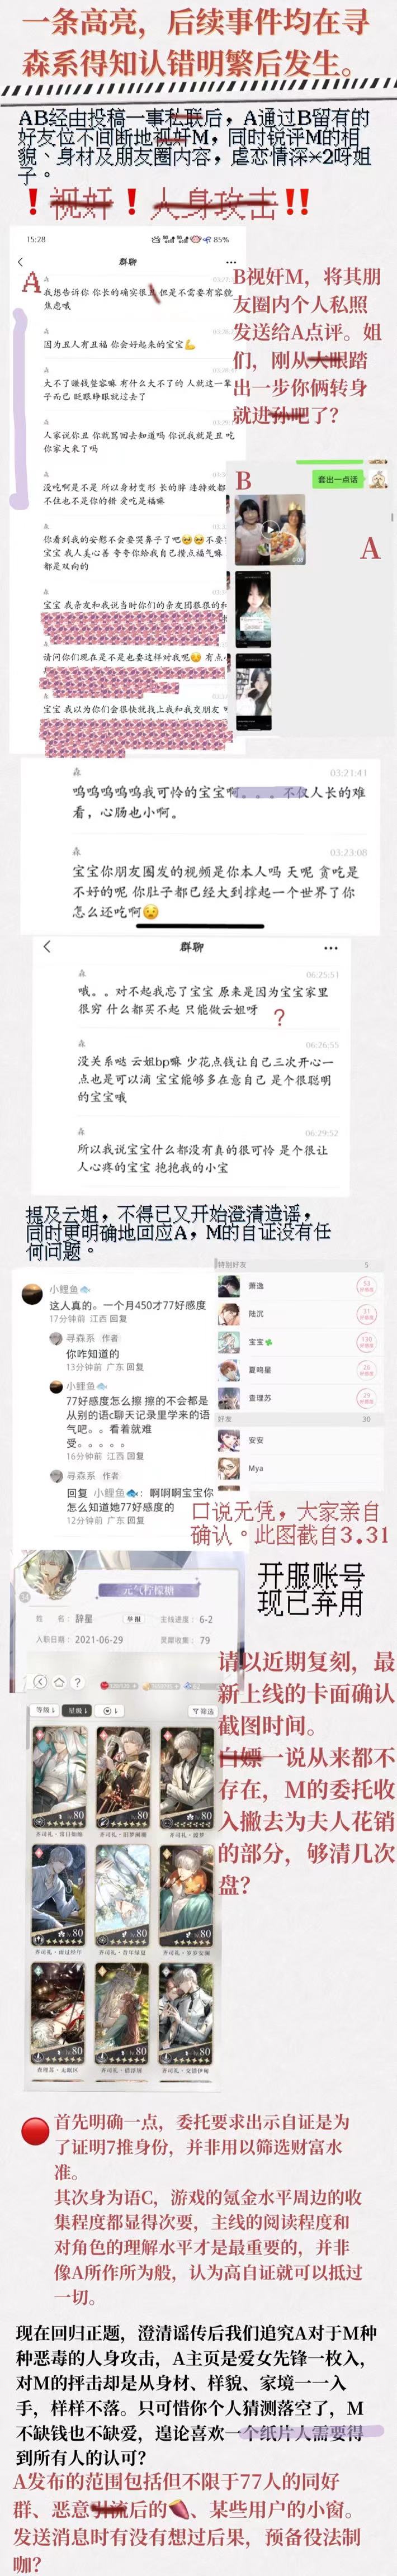 一条高亮，后续事件均在寻
森系得知认错明繁后发生。
AB经由投稿一事私联后，A通过B留有的
好友位不间断地视奸M，同时锐评M的相
貌、身材及朋友圈内容，虐恋情深×2呀姐
子。
❗视奸❗人身攻击‼️
15:28
85%
群聊
A
我想告诉你 你长的确实很丑 但是不需要有容貌
焦虑哦
因为丑人有丑福 你会好起来的宝宝💪
大不了赚钱整容嘛 有什么大不了的 人就这一辈
子而已 眨眼睁眼就过去了
人家说你丑 你就骂回去知道吗 你说我就是丑 吃
你家大米了吗
没吃啊是不是 所以身材变形 长的胖 连特效都
不住也不是你的错 爱吃是福嘛
你看到我的安慰不会要哭鼻子了吧🥹🥹不要
宝宝 我人美心善 夸夸你给我自己攒点福气嘛
都是双向的
宝宝 我亲友和我说当时你们的亲友团狠狠的和
请问你们现在是不是也要这样对我呢😔 有点
宝宝 我以为你们会很快就找上我和我交朋友
B视奸M，将其朋
友圈内个人私照
发送给A点评。姐
们，刚从大眼踏
出一步你俩转身
就进孙吧了？
B
套出一点话
A
森
03:21:41
呜呜呜呜呜我可怜的宝宝啊。。。不仅人长的难
看，心肠也小啊。
森
03:23:08
宝宝你朋友圈发的视频是你本人吗 天呢 贪吃是
不好的呢 你肚子都已经大到撑起一个世界了你
怎么还吃啊😧
群聊
森
06:25:51
哦。。对不起我忘了宝宝 原来是因为宝宝家里
很穷 什么都买不起 只能做云姐呀
？
森
06:26:55
没关系哒 云姐bp嘛 少花点钱让自己三次开心一
点也是可以滴 宝宝能够多在意自己 是个很聪明
的宝宝哦
森
06:29:52
所以我说宝宝什么都没有真的很可怜 是个很让
人心疼的宝宝 抱抱我的小宝
提及云姐，不得已又开始澄清造谣，
同时更明确地回应A，M的自证没有任
何问题。
小鲤鱼🐟
这人真的。一个月450才77好感度
17分钟前 江西 回复
寻森系 作者
你咋知道的
13分钟前 广东 回复
小鲤鱼🐟
77好感度怎么擦 擦的不会都是
从别的语c聊天记录里学来的语
气吧。。看着就难
受。。。。。
16分钟前 江西 回复
寻森系 作者
回复 小鲤鱼🐟：啊啊啊宝宝你
怎么知道她77好感度的
12分钟前 广东 回复
特别好友
5
萧逸
53
陆沉
31
宝宝🍀
130
夏鸣星
26
查理苏
29
好友
30
安安
Mya
口说无凭，大家亲自
确认。此图截自3.31
元气柠檬糖
姓 名：辞星
举报
主线进度：6-2
入职日期：2021-06-29
灵犀收集：79
开服账号
现已弃用
等级
星级
筛选
80
80
80
80
80
80
80
80
80
请以近期复刻，最
新上线的卡面确认
截图时间。
白嫖一说从来都不
存在，M的委托收
入撇去为夫人花销
的部分，够清几次
盘？
首先明确一点，委托要求出示自证是为
了证明7推身份，并非用以筛选财富水
准。
其次身为语C，游戏的氪金水平周边的收
集程度都显得次要，主线的阅读程度和
对角色的理解水平才是最重要的，并非
像A所作所为般，认为高自证就可以抵过
一切。
现在回归正题，澄清谣传后我们追究A对于M种
种恶毒的人身攻击，A主页是爱女先锋一枚入，
对M的抨击却是从身材、样貌、家境一一入
手，样样不落。只可惜你个人猜测落空了，M
不缺钱也不缺爱，遑论喜欢一个纸片人需要得
到所有人的认可？
A发布的范围包括但不限于77人的同好
群、恶意引流后的🍠、某些用户的小窗。
发送消息时有没有想过后果，预备役法制
咖？